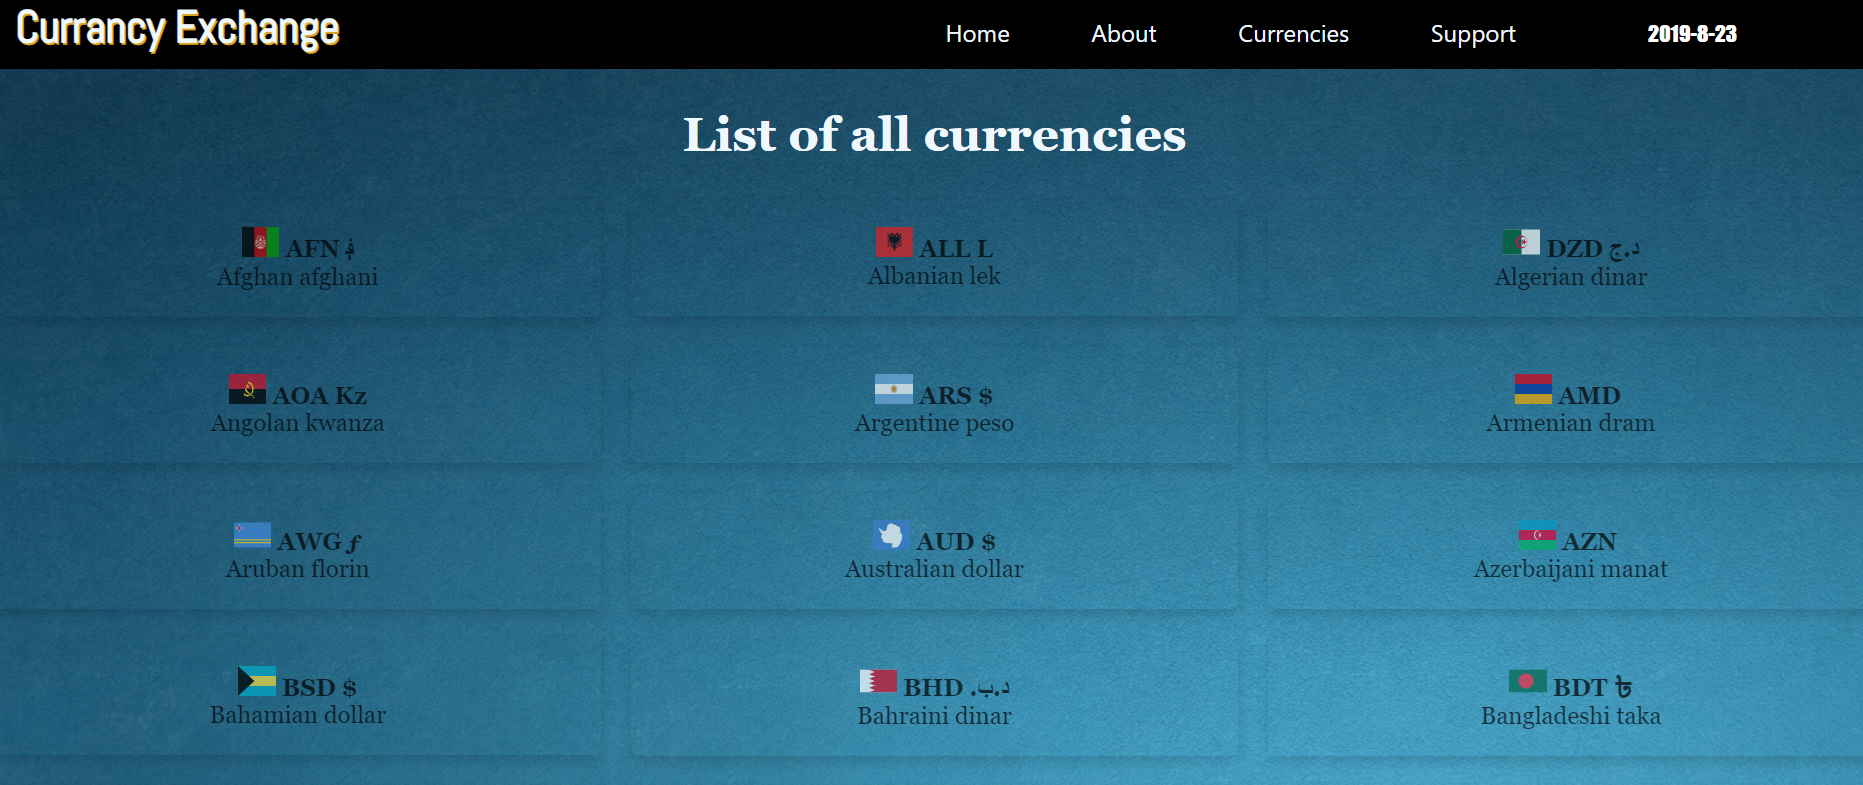 Currancy Exchange
Home About Currencies Support 2019-8-23
List of all currencies
AFN ؋
Afghan afghani
ALL L
Albanian lek
DZD د.ج
Algerian dinar
AOA Kz
Angolan kwanza
ARS $
Argentine peso
AMD
Armenian dram
AWG ƒ
Aruban florin
AUD $
Australian dollar
AZN
Azerbaijani manat
BSD $
Bahamian dollar
BHD .د.ب
Bahraini dinar
BDT ৳
Bangladeshi taka